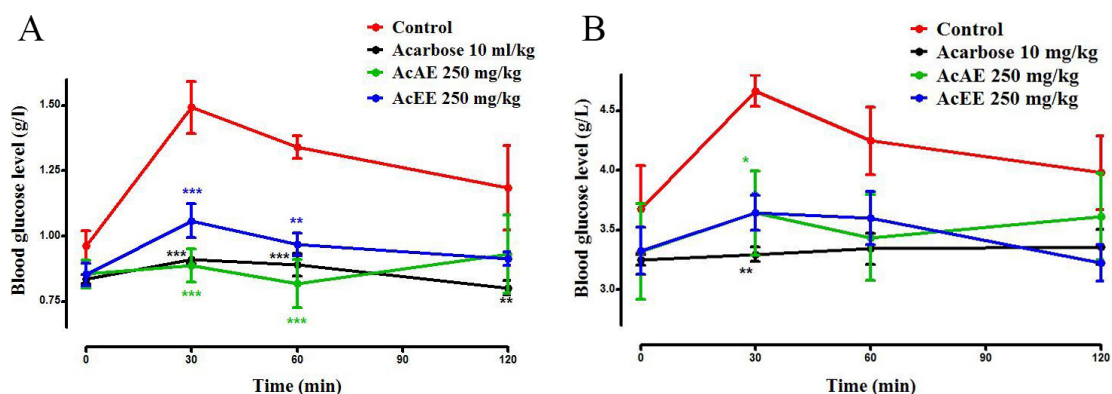 A
Control
Acarbose 10 ml/kg
AcAE 250 mg/kg
AcEE 250 mg/kg
Blood glucose level (g/l)
1.50
1.25
1.00
0.75
***
**
***
***
***
***
**
0
30
60
90
120
Time (min)
B
Control
Acarbose 10 mg/kg
AcAE 250 mg/kg
AcEE 250 mg/kg
Blood glucose level (g/L)
4.5
4.0
3.5
3.0
*
**
0
30
60
90
120
Time (min)